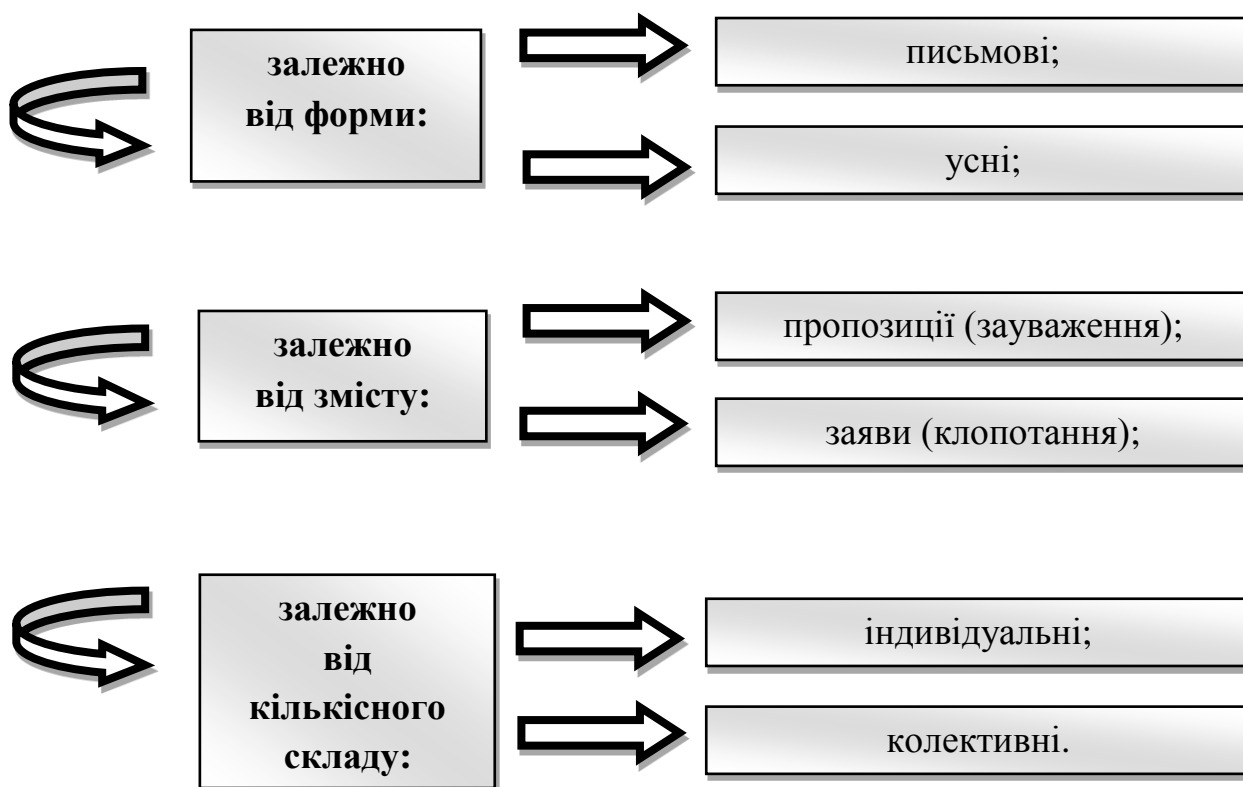 залежно
від форми:
письмові;
усні;
залежно
від змісту:
пропозиції (зауваження);
заяви (клопотання);
залежно
від
кількісного
складу:
індивідуальні;
колективні.